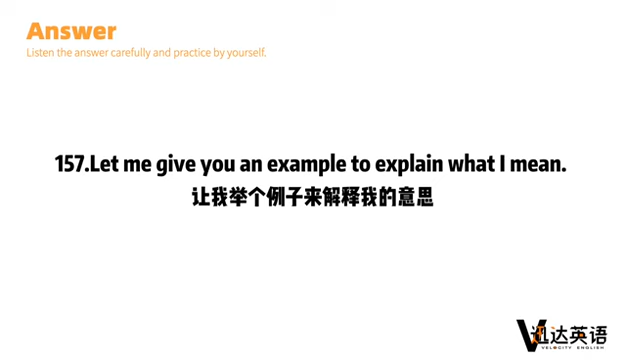 Answer
Listen the answer carefully and practice by yourself.
157.Let me give you an example to explain what I mean.
让我举个例子来解释我的意思
V迅达英语
VELOCITY ENGLISH